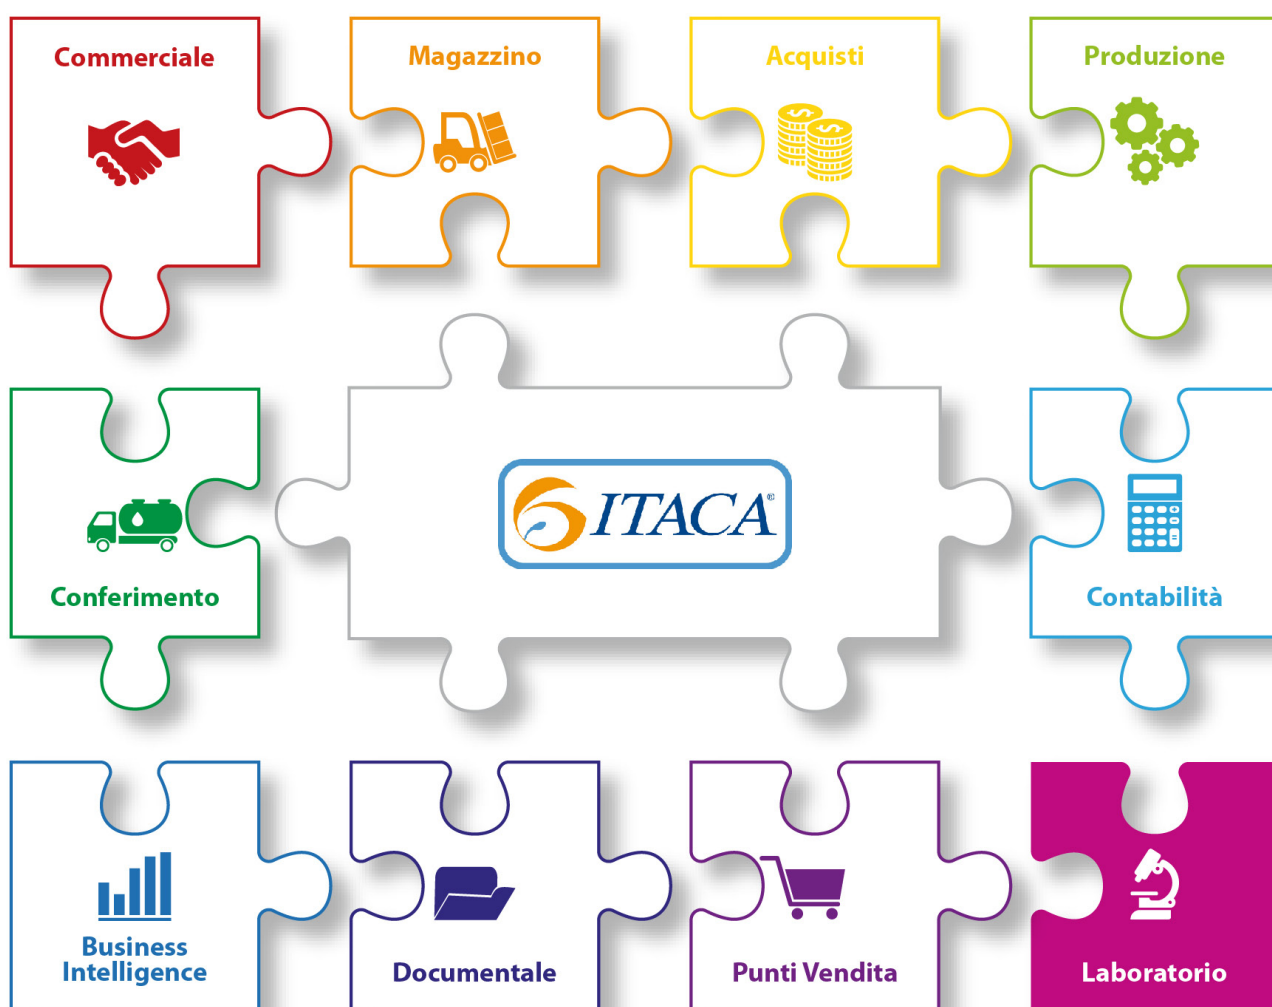 Commerciale
Magazzino
Acquisti
Produzione
ITACA®
Conferimento
Contabilità
Business
Intelligence
Documentale
Punti Vendita
Laboratorio